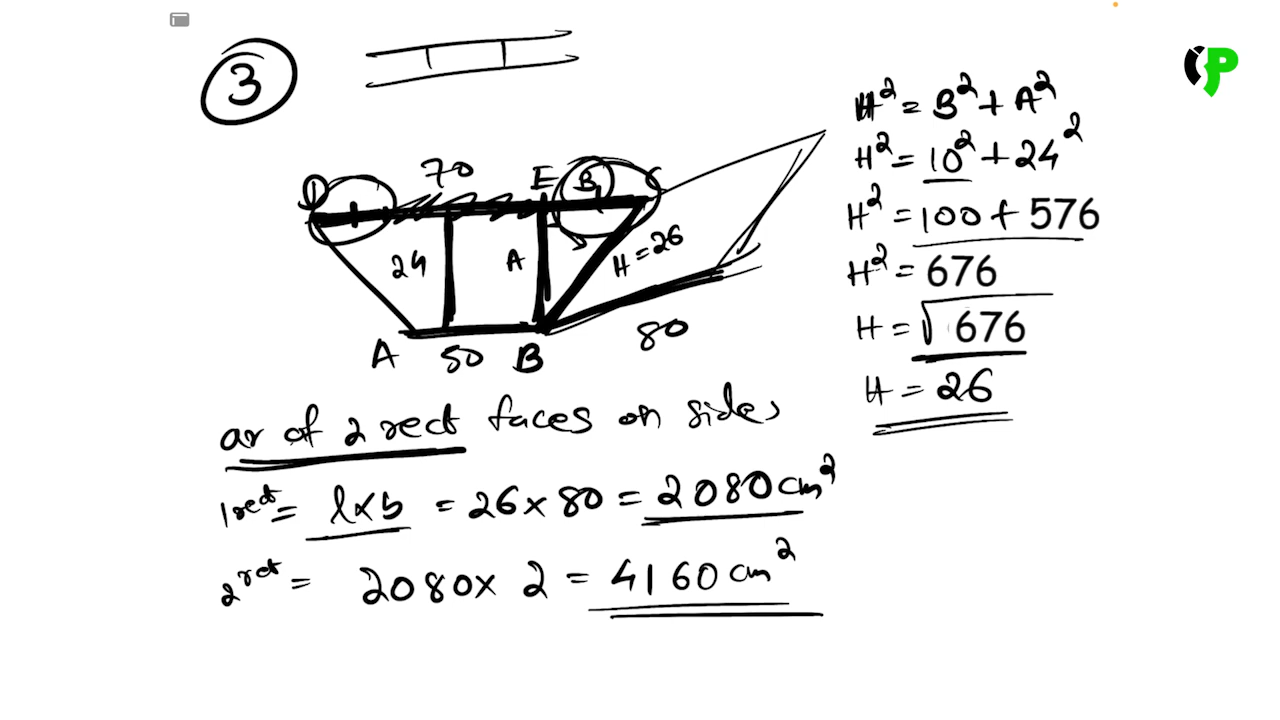 3
70
D E B C
24 A H = 26
A 50 B 80
H² = B² + A²
H² = 10² + 24²
H² = 100 + 576
H² = 676
H = √676
H = 26
ar of 2 rect faces on sides
1 rect = l x b = 26 x 80 = 2080 cm²
2 rect = 2080 x 2 = 4160 cm²
P